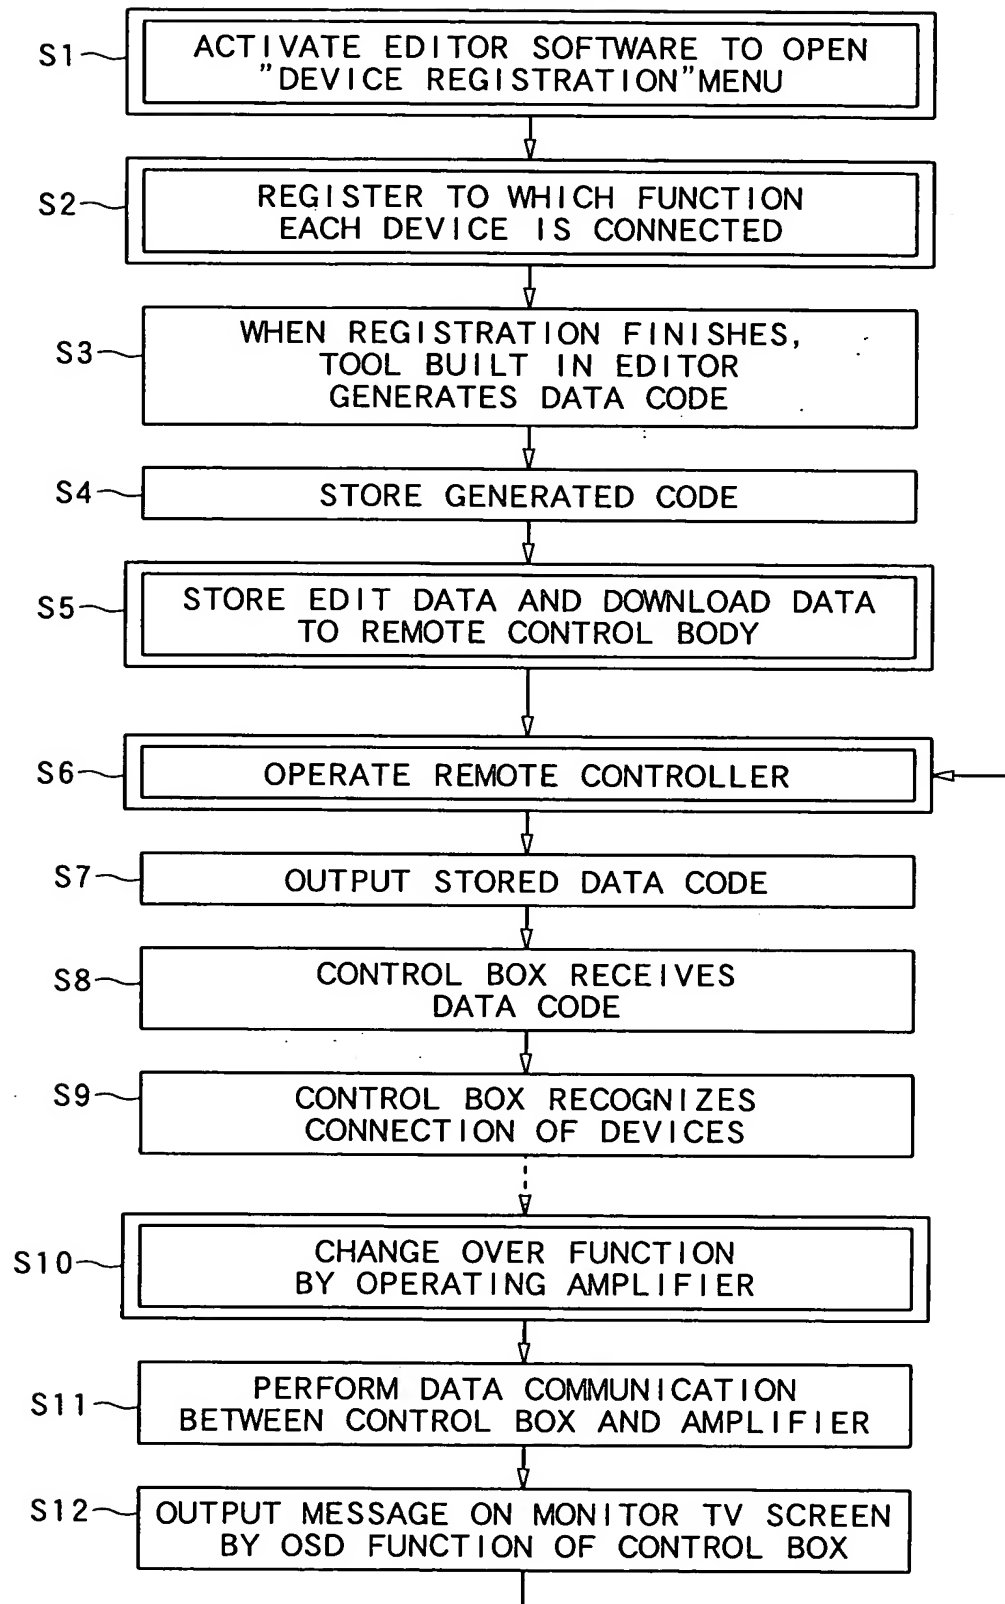 S1
ACTIVATE EDITOR SOFTWARE TO OPEN
"DEVICE REGISTRATION"MENU
S2
REGISTER TO WHICH FUNCTION
EACH DEVICE IS CONNECTED
S3
WHEN REGISTRATION FINISHES,
TOOL BUILT IN EDITOR
GENERATES DATA CODE
S4
STORE GENERATED CODE
S5
STORE EDIT DATA AND DOWNLOAD DATA
TO REMOTE CONTROL BODY
S6
OPERATE REMOTE CONTROLLER
S7
OUTPUT STORED DATA CODE
S8
CONTROL BOX RECEIVES
DATA CODE
S9
CONTROL BOX RECOGNIZES
CONNECTION OF DEVICES
S10
CHANGE OVER FUNCTION
BY OPERATING AMPLIFIER
S11
PERFORM DATA COMMUNICATION
BETWEEN CONTROL BOX AND AMPLIFIER
S12
OUTPUT MESSAGE ON MONITOR TV SCREEN
BY OSD FUNCTION OF CONTROL BOX